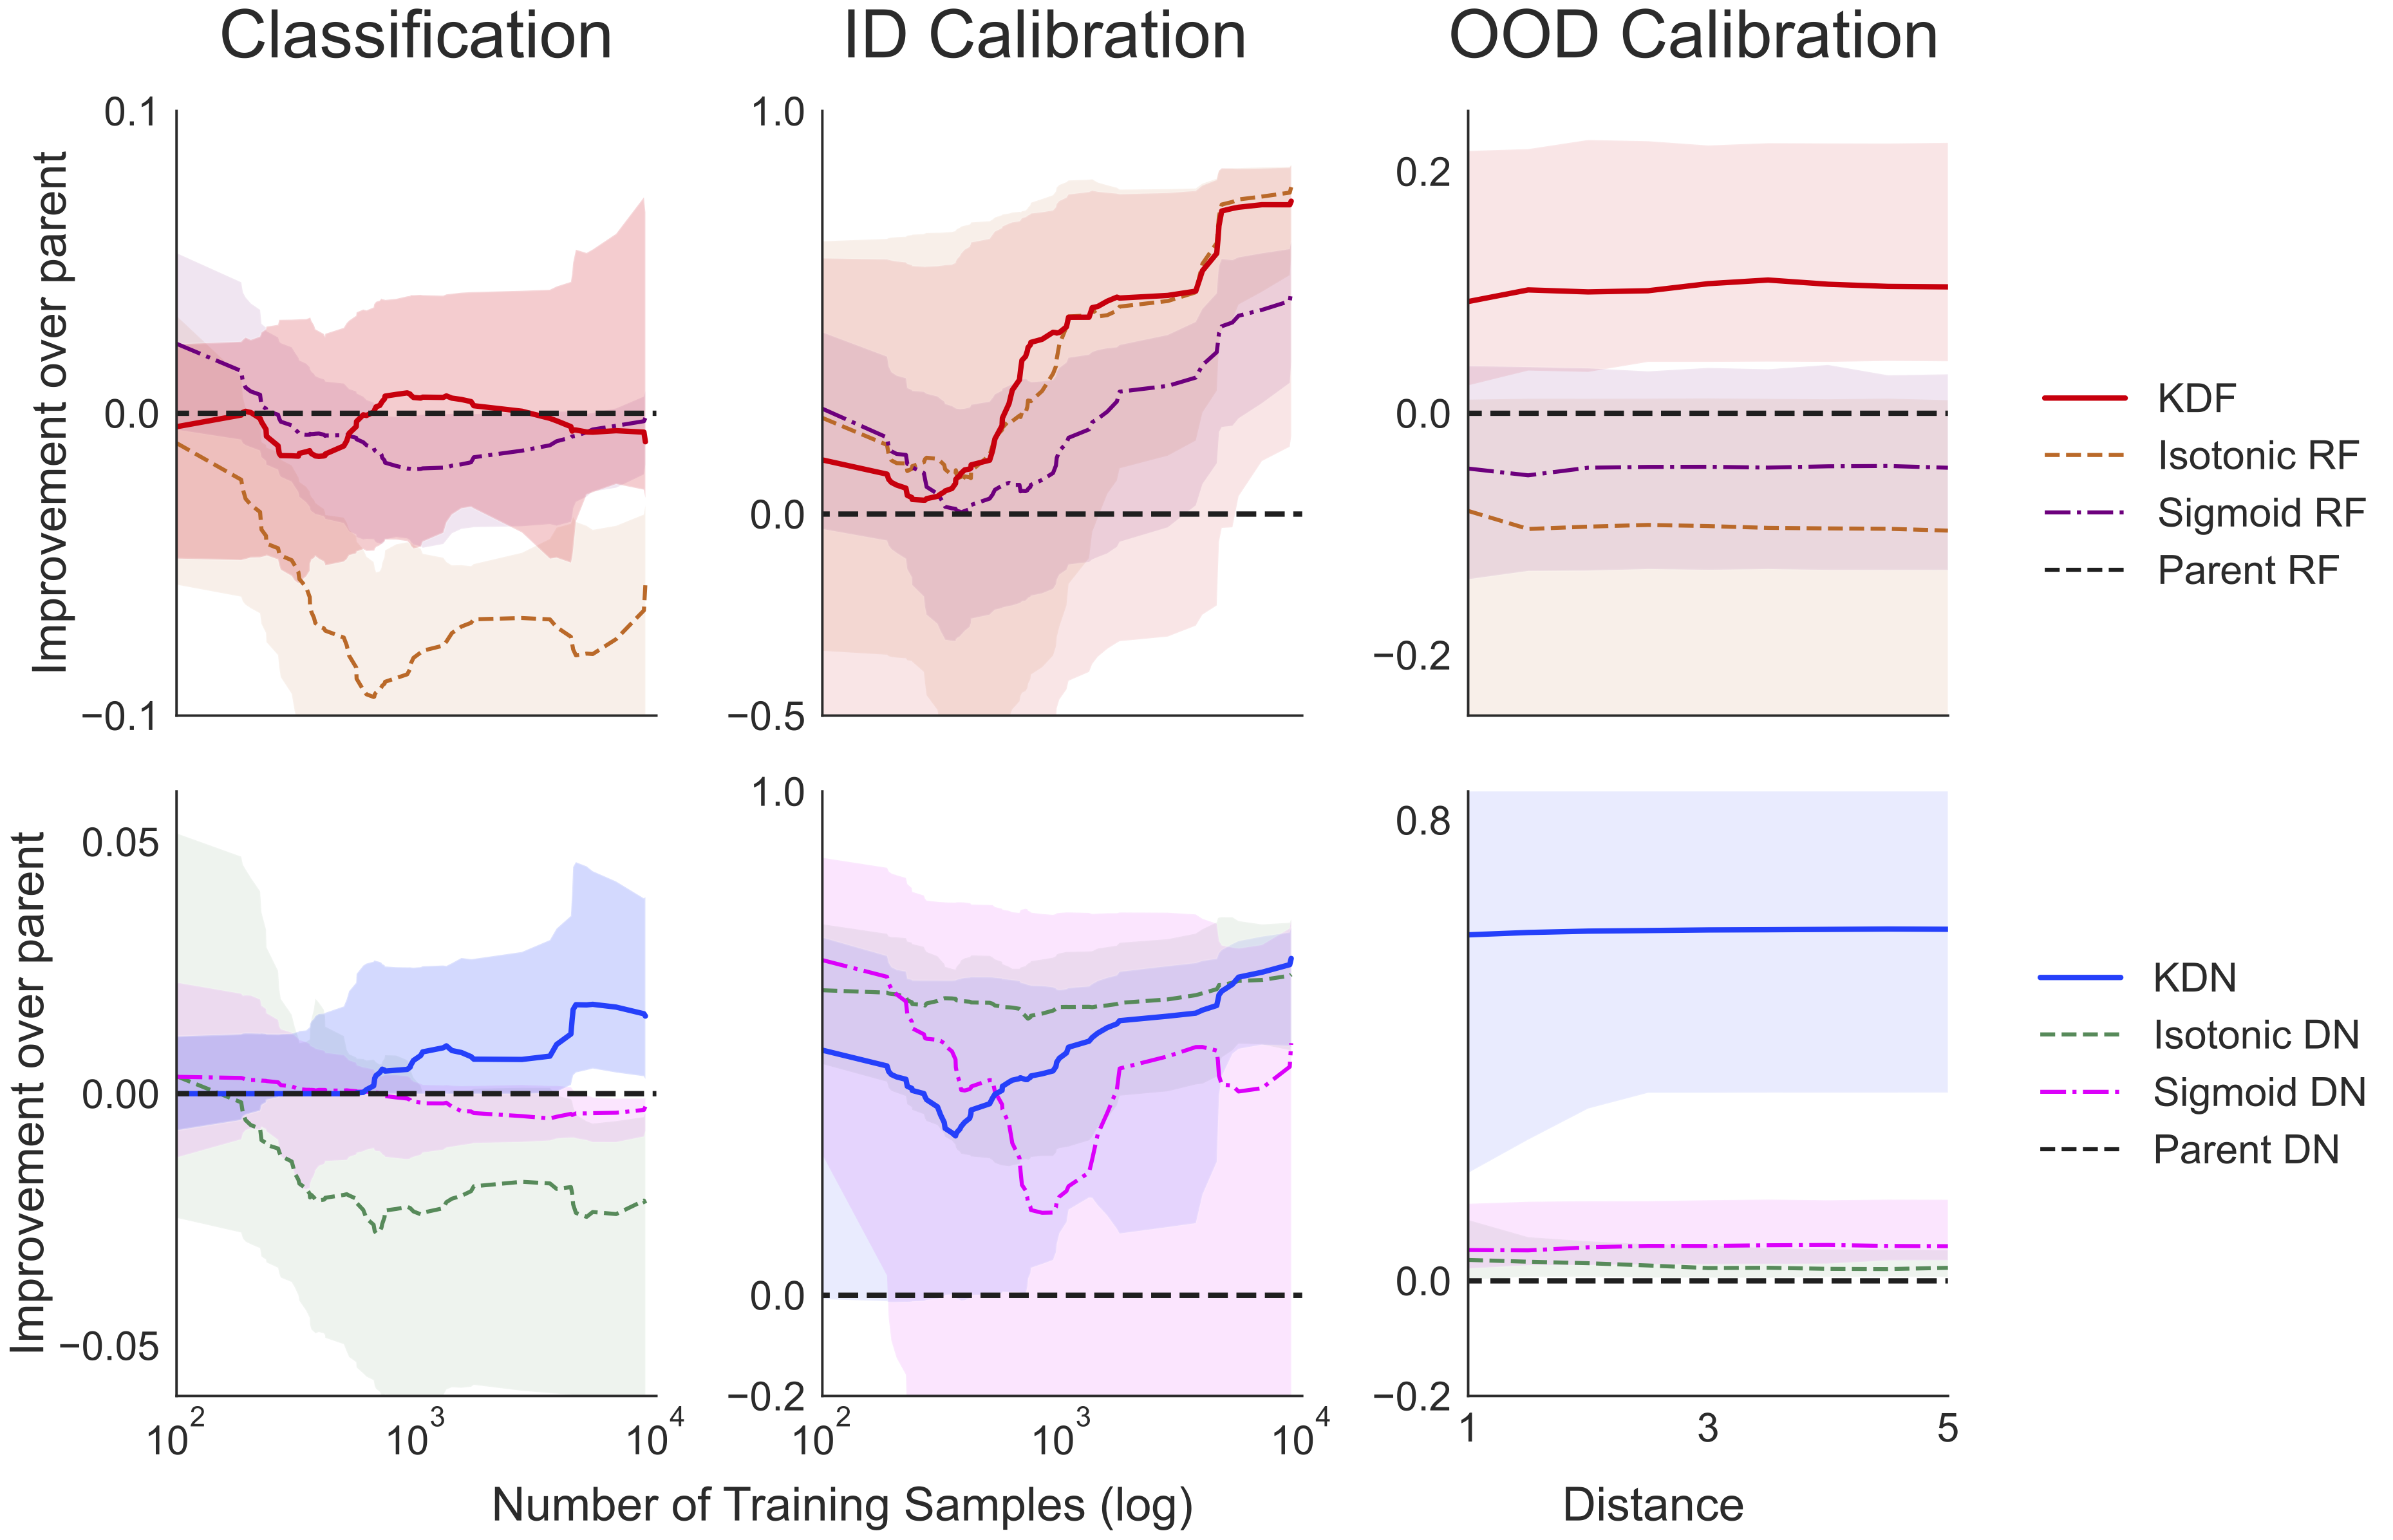 Classification
ID Calibration
OOD Calibration
Improvement over parent
0.1
0.0
−0.1
1.0
0.0
−0.5
0.2
0.0
−0.2
KDF
Isotonic RF
Sigmoid RF
Parent RF
Improvement over parent
0.05
0.00
−0.05
10²
10³
10⁴
1.0
0.0
−0.2
10²
10³
10⁴
0.8
0.0
−0.2
1
3
5
KDN
Isotonic DN
Sigmoid DN
Parent DN
Number of Training Samples (log)
Distance